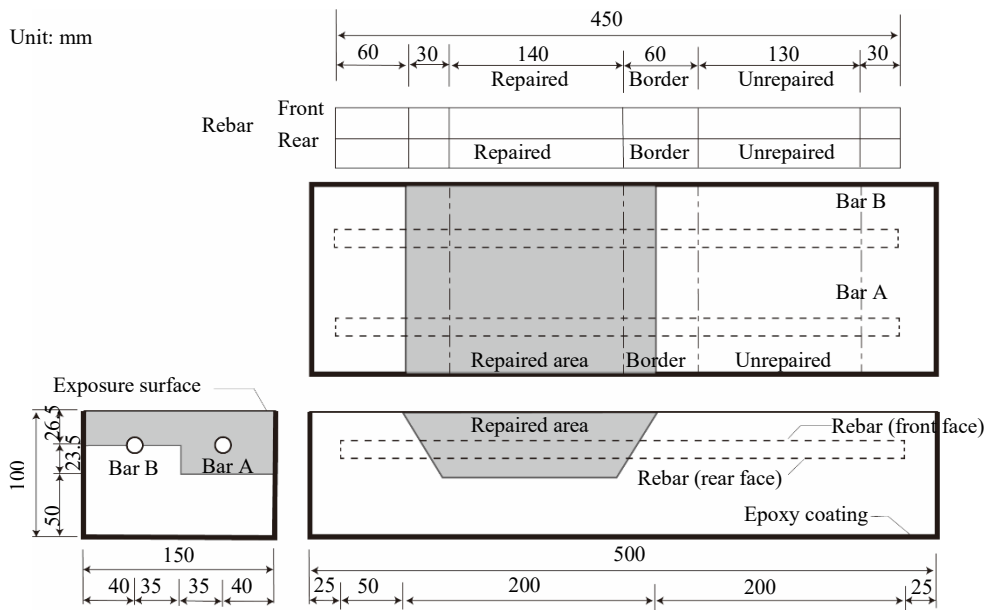 450
Unit: mm
60 30 140 60 130 30
Repaired Border Unrepaired
Front
Rebar
Rear
Repaired Border Unrepaired
Bar B
Bar A
Repaired area Border Unrepaired
Exposure surface
26.5
23.5
50
100
Bar B Bar A
Repaired area
Rebar (front face)
Rebar (rear face)
Epoxy coating
150
40 35 35 40
500
25 50 200 200 25